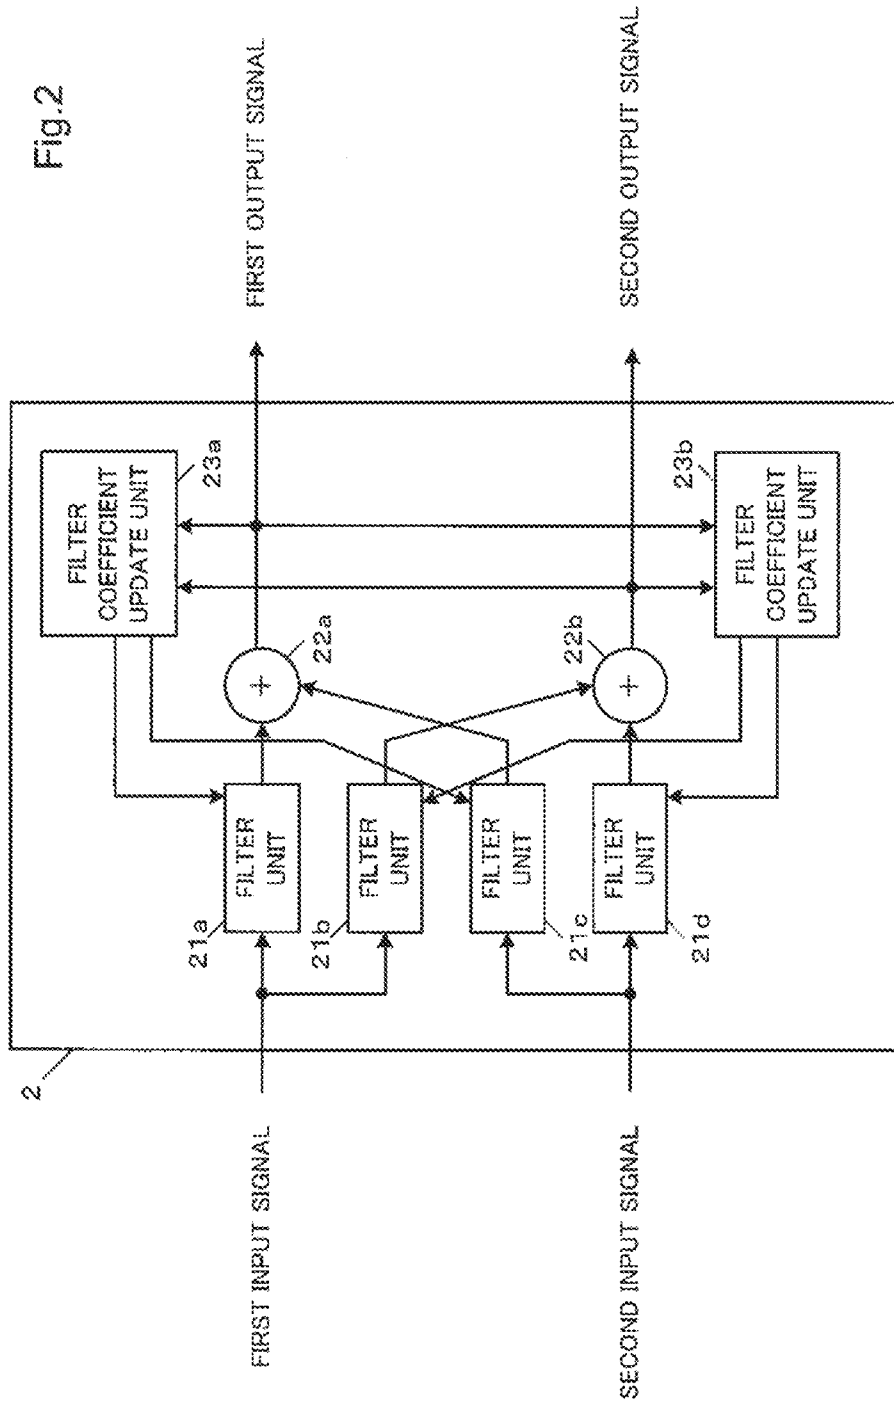 Fig.2
FIRST INPUT SIGNAL
SECOND INPUT SIGNAL
2
21a
FILTER
UNIT
21b
FILTER
UNIT
FILTER
UNIT
21c
FILTER
UNIT
21d
22a
+
22b
+
FILTER
COEFFICIENT
UPDATE UNIT
23a
23b
FILTER
COEFFICIENT
UPDATE UNIT
FIRST OUTPUT SIGNAL
SECOND OUTPUT SIGNAL